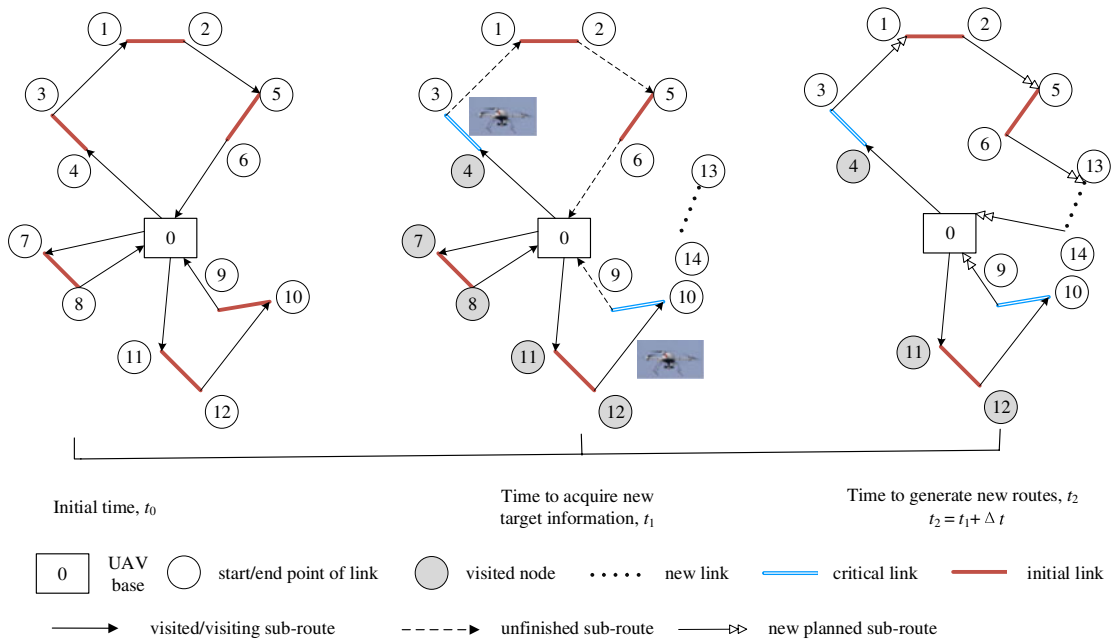 1
2
3
5
4
6
7
0
8
9
10
11
12
1
2
3
5
4
6
13
7
0
14
8
9
10
11
12
1
2
3
5
6
13
4
0
14
9
10
11
12
Initial time, t0
Time to acquire new
target information, t1
Time to generate new routes, t2
t2 = t1 + Δ t
0
UAV
base
start/end point of link
visited node
new link
critical link
initial link
visited/visiting sub-route
unfinished sub-route
new planned sub-route